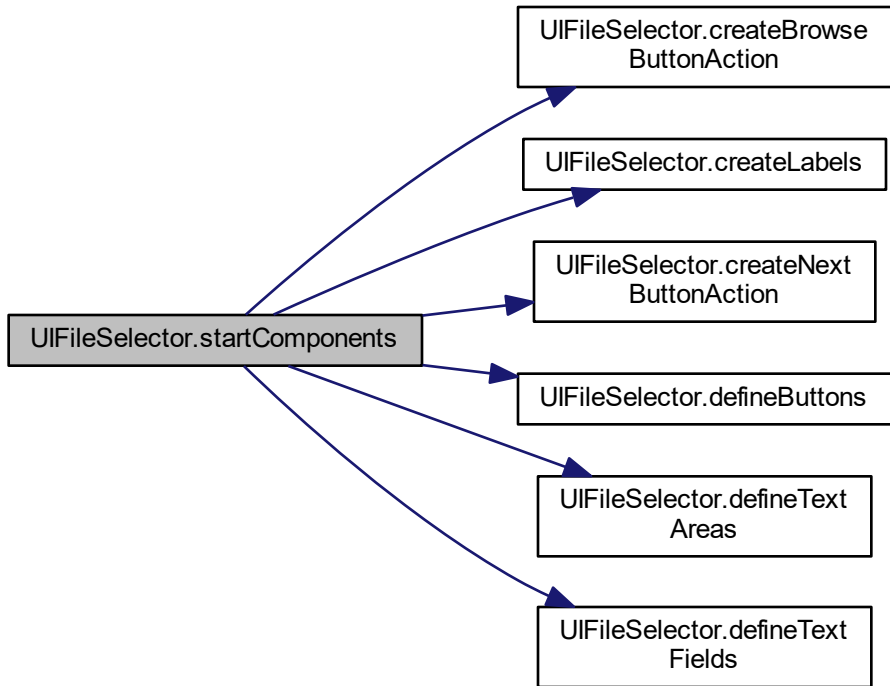 UIFileSelector.createBrowse
ButtonAction
UIFileSelector.createLabels
UIFileSelector.createNext
ButtonAction
UIFileSelector.startComponents
UIFileSelector.defineButtons
UIFileSelector.defineText
Areas
UIFileSelector.defineText
Fields